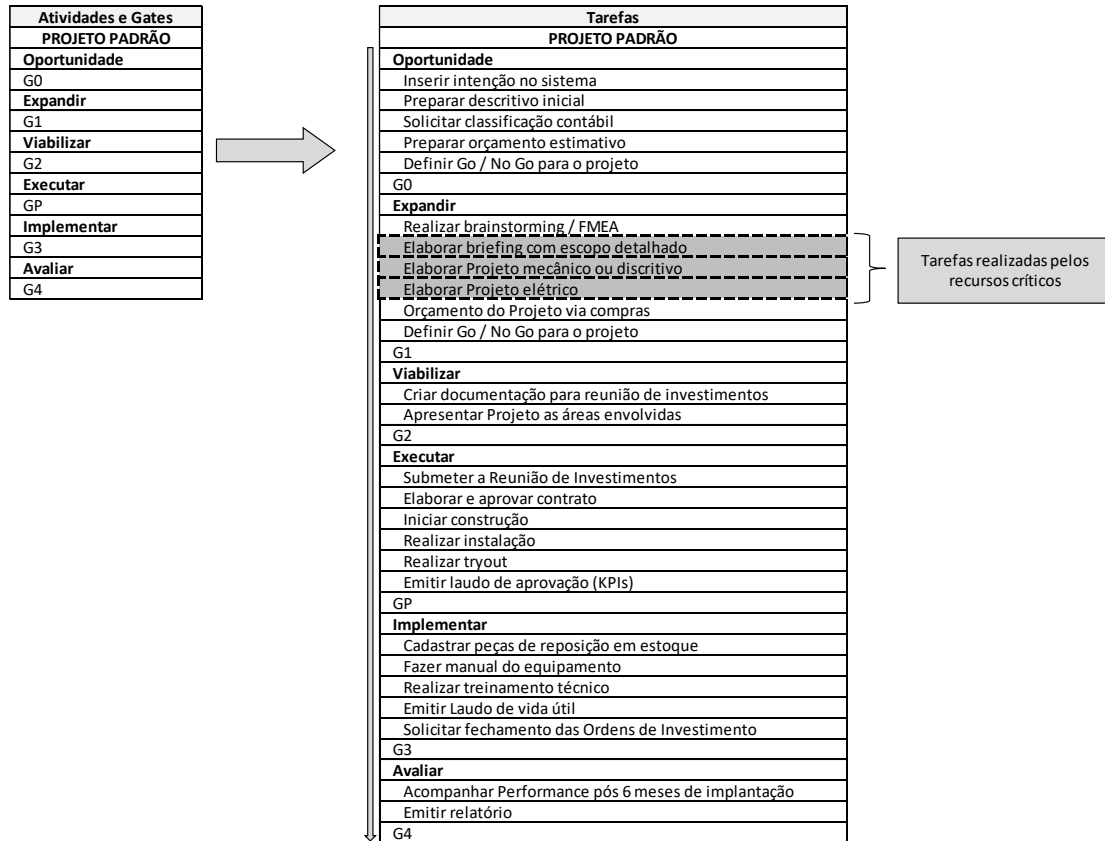 Atividades e Gates
PROJETO PADRÃO
Oportunidade
G0
Expandir
G1
Viabilizar
G2
Executar
GP
Implementar
G3
Avaliar
G4
Tarefas
PROJETO PADRÃO
Oportunidade
Inserir intenção no sistema
Preparar descritivo inicial
Solicitar classificação contábil
Preparar orçamento estimativo
Definir Go / No Go para o projeto
G0
Expandir
Realizar brainstorming / FMEA
Elaborar briefing com escopo detalhado
Elaborar Projeto mecânico ou discritivo
Elaborar Projeto elétrico
Orçamento do Projeto via compras
Definir Go / No Go para o projeto
G1
Viabilizar
Criar documentação para reunião de investimentos
Apresentar Projeto as áreas envolvidas
G2
Executar
Submeter a Reunião de Investimentos
Elaborar e aprovar contrato
Iniciar construção
Realizar instalação
Realizar tryout
Emitir laudo de aprovação (KPIs)
GP
Implementar
Cadastrar peças de reposição em estoque
Fazer manual do equipamento
Realizar treinamento técnico
Emitir Laudo de vida útil
Solicitar fechamento das Ordens de Investimento
G3
Avaliar
Acompanhar Performance pós 6 meses de implantação
Emitir relatório
G4
Tarefas realizadas pelos
recursos críticos